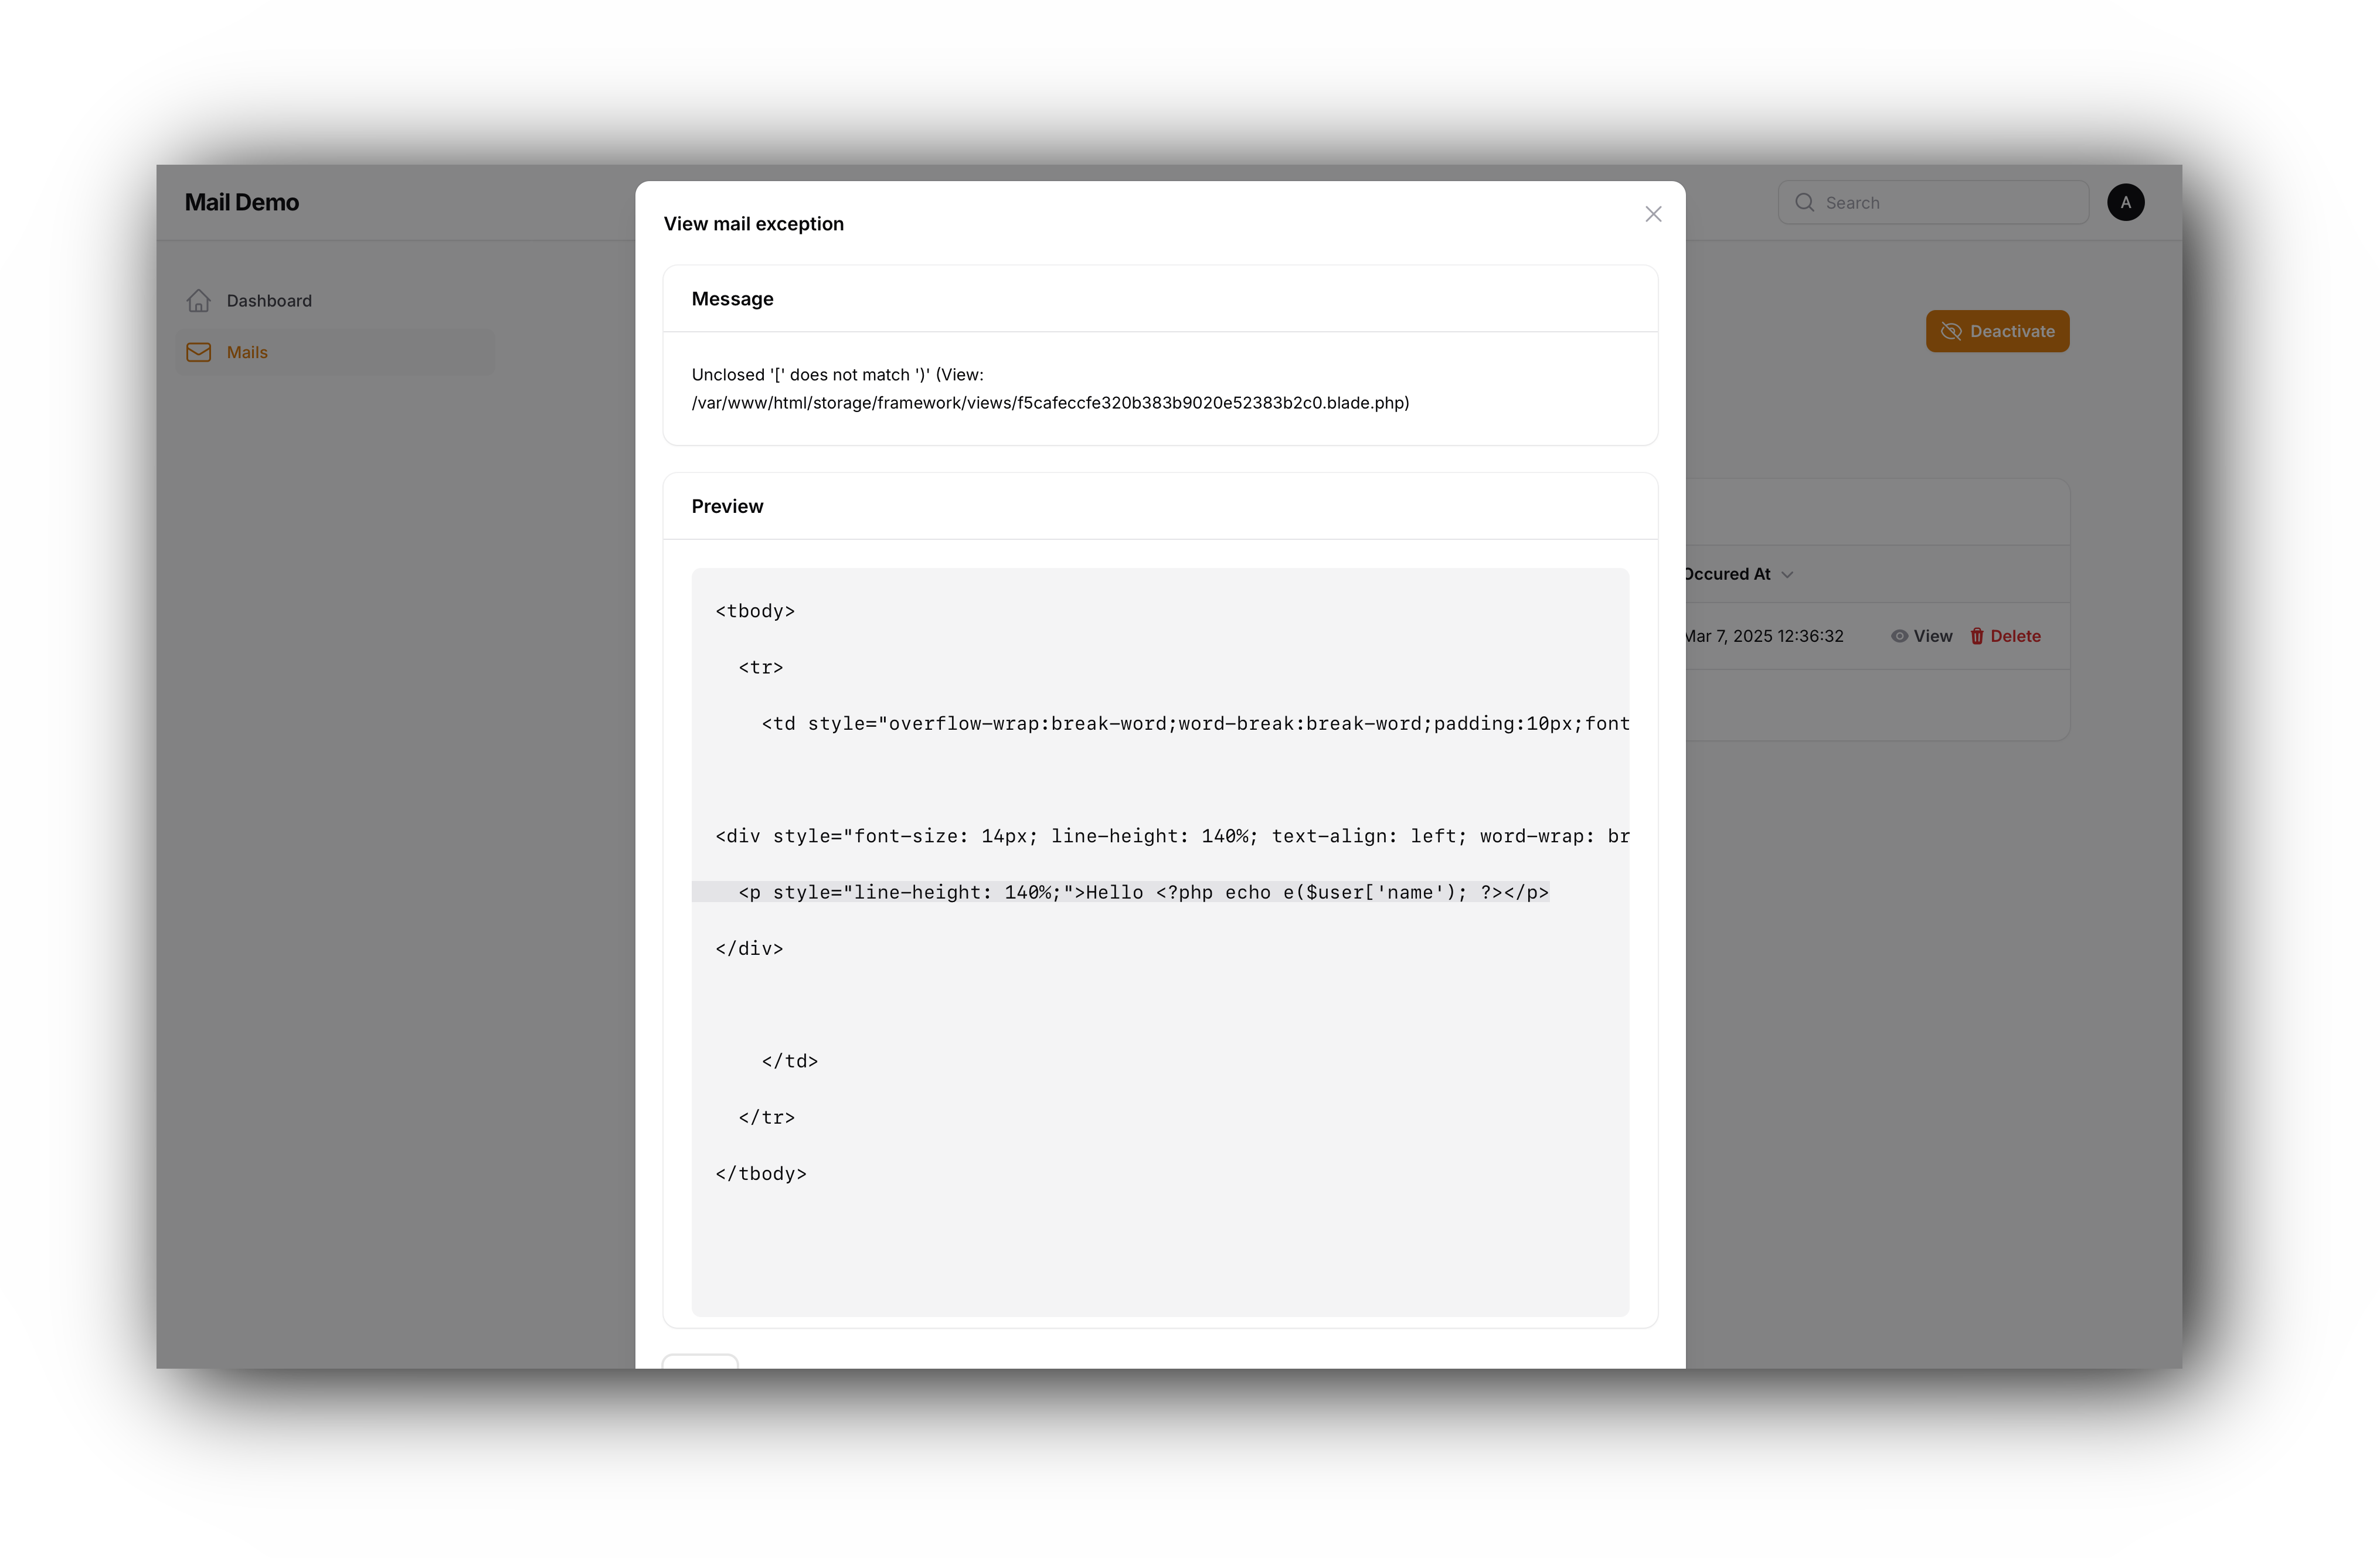 Mail Demo
Search
A
Dashboard
Mails
Deactivate
View mail exception
Message
Unclosed '[' does not match ')' (View:
/var/www/html/storage/framework/views/f5cafeccfe320b383b9020e52383b2c0.blade.php)
Preview
<tbody>
  <tr>
    <td style="overflow-wrap:break-word;word-break:break-word;padding:10px;font
<div style="font-size: 14px; line-height: 140%; text-align: left; word-wrap: br
  <p style="line-height: 140%;">Hello <?php echo e($user['name'); ?></p>
</div>
    </td>
  </tr>
</tbody>
Occured At
Mar 7, 2025 12:36:32 View Delete